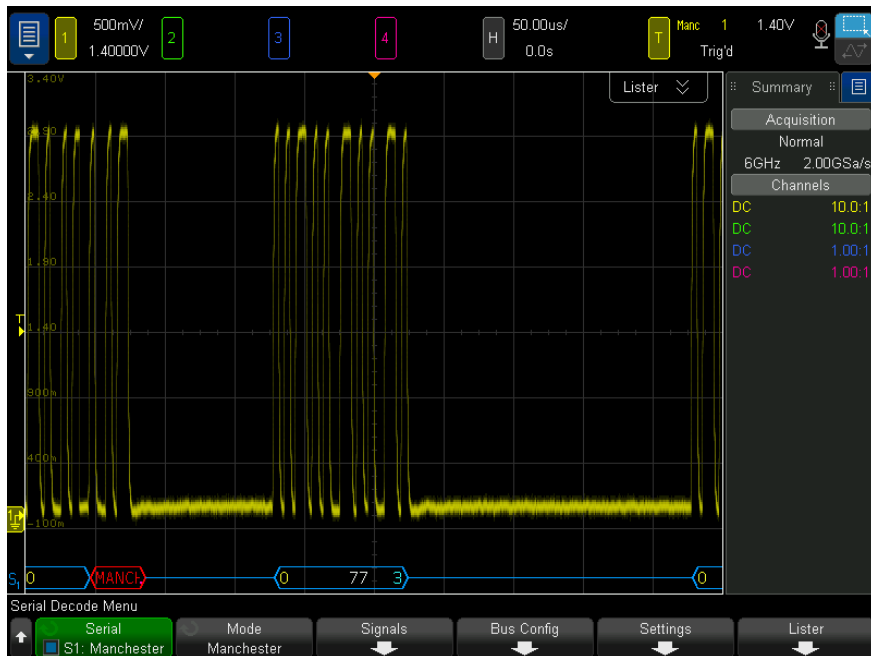 1 500mV/ 1.40000V 2 3 4 H 50.00us/ 0.0s T Manc 1 1.40V Trig'd
3.40V
Lister
Summary
Acquisition
Normal
6GHz 2.00GSa/s
Channels
DC 10.0:1
DC 10.0:1
DC 1.00:1
DC 1.00:1
2.90
2.40
1.90
T
1.40
900m
400m
1
-100m
S1 0 MANCH 0 77 3 0
Serial Decode Menu
Serial Mode Signals Bus Config Settings Lister
S1: Manchester Manchester